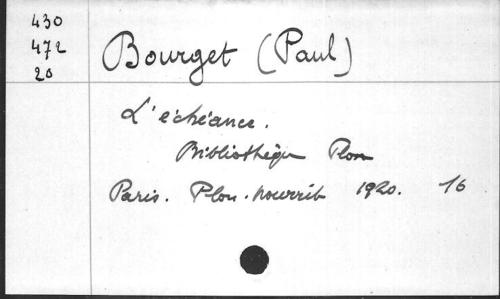 430
472
20
Bourget (Paul)
L'échéance.
Bibliothèque Plon
Paris. Plon-Nourrit 1920. 16